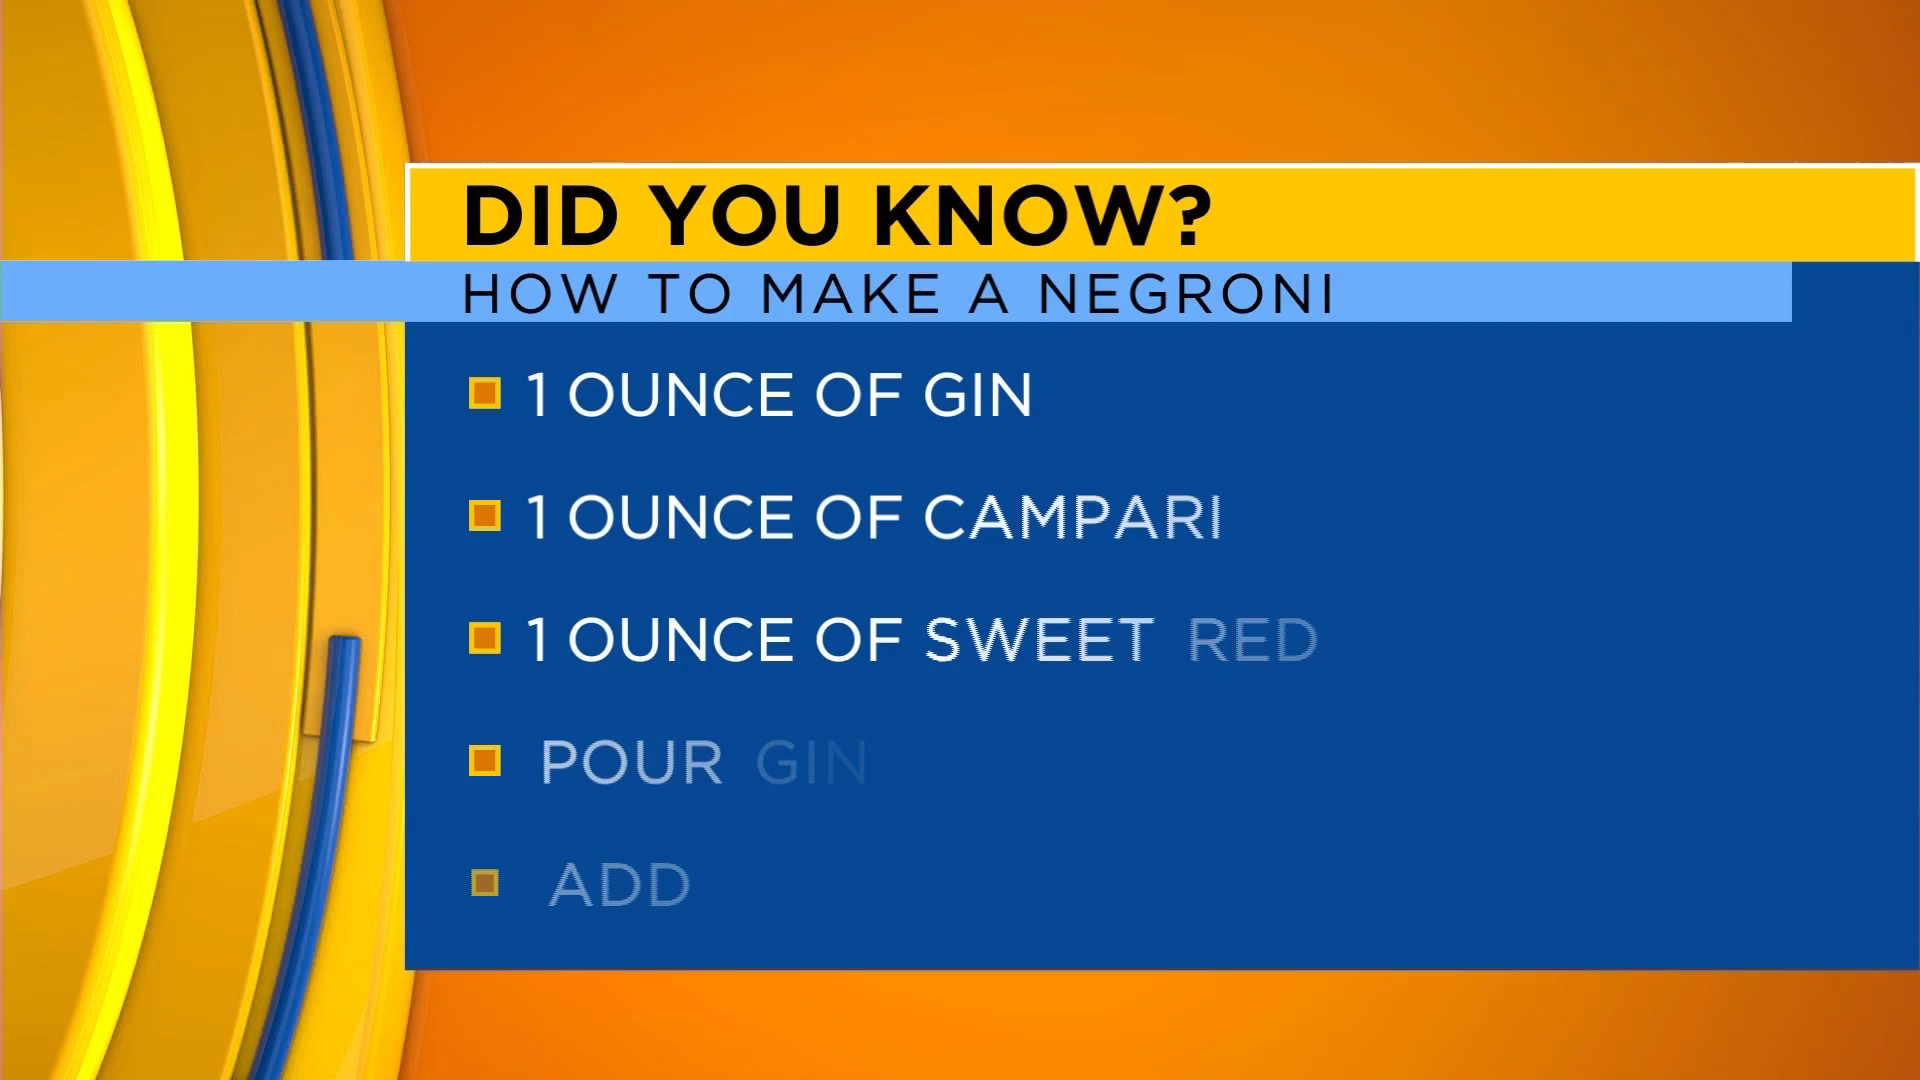 DID YOU KNOW?
HOW TO MAKE A NEGRONI
1 OUNCE OF GIN
1 OUNCE OF CAMPARI
1 OUNCE OF SWEET RED
POUR GIN
ADD